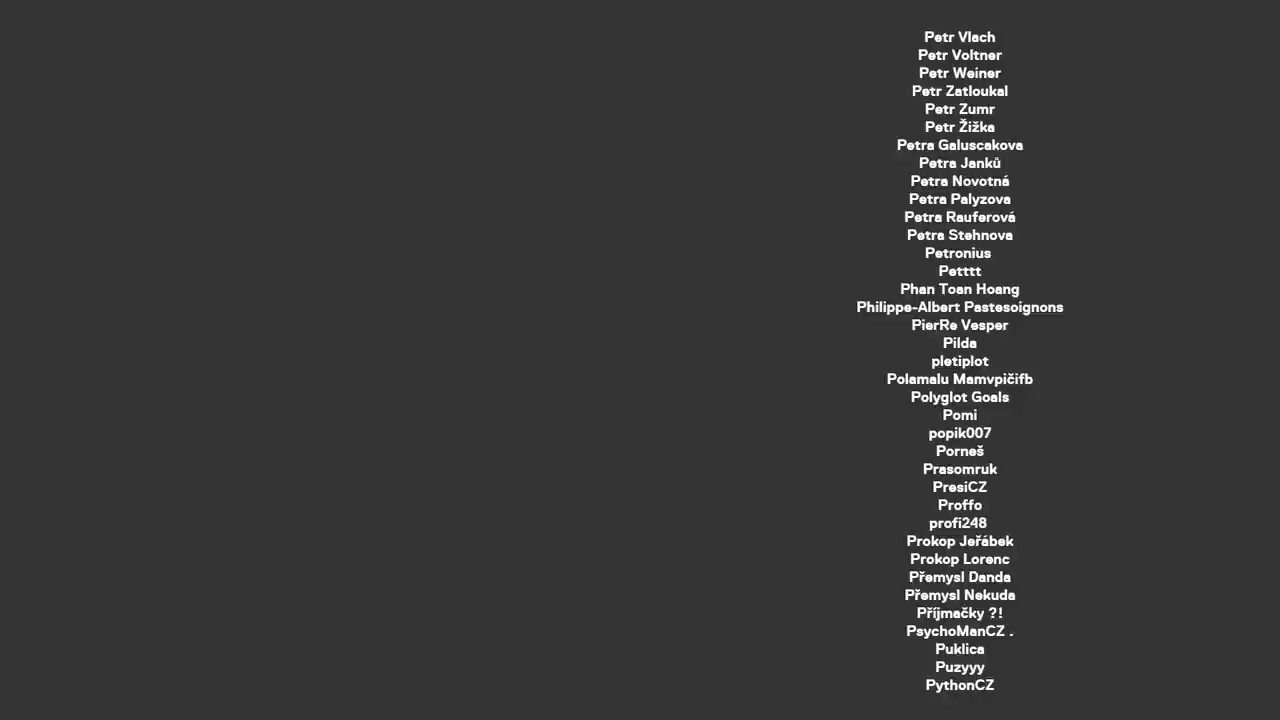 Petr Vlach
Petr Voltner
Petr Weiner
Petr Zatloukal
Petr Zumr
Petr Žižka
Petra Galuscakova
Petra Janků
Petra Novotná
Petra Palyzova
Petra Rauferová
Petra Stehnova
Petronius
Petttt
Phan Toan Hoang
Philippe-Albert Pastesoignons
PierRe Vesper
Pilda
pletiplot
Polamalu Mamvpičifb
Polyglot Goals
Pomi
popik007
Porneš
Prasomruk
PresiCZ
Proffo
profi248
Prokop Jeřábek
Prokop Lorenc
Přemysl Danda
Přemysl Nekuda
Příjmačky ?!
PsychoManCZ .
Puklica
Puzyyy
PythonCZ